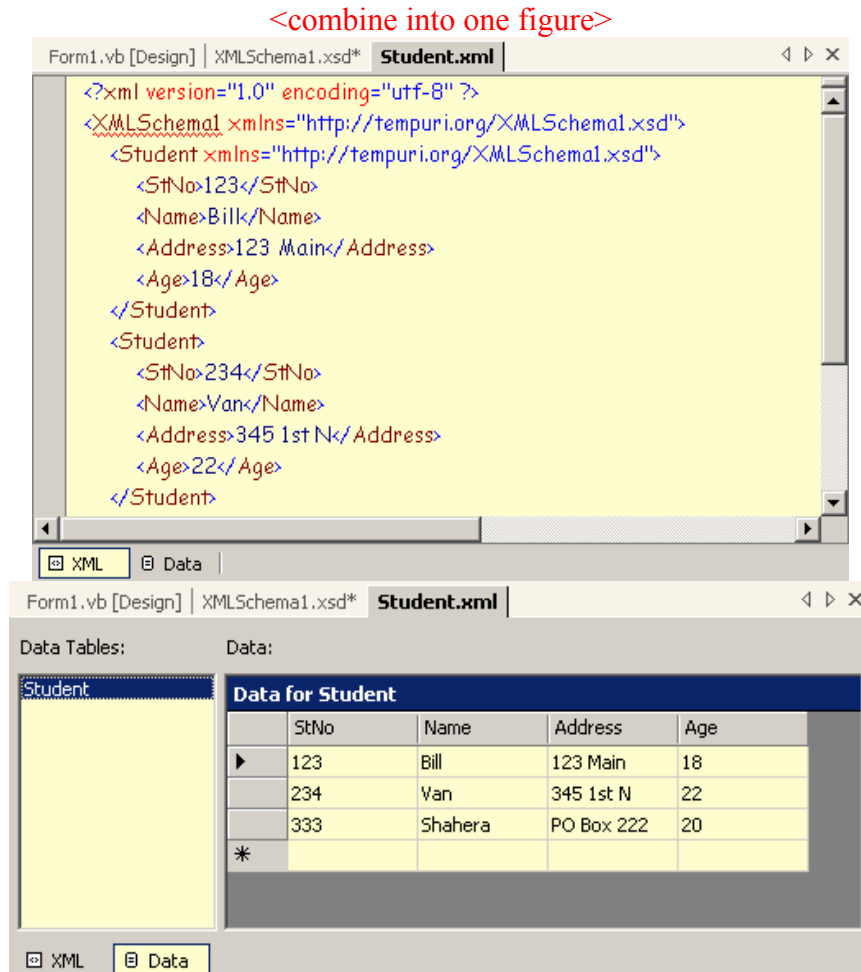 <combine into one figure>
Form1.vb [Design] XMLSchema1.xsd* Student.xml
<?xml version="1.0" encoding="utf-8" ?>
<XMLSchema1 xmlns="http://tempuri.org/XMLSchema1.xsd">
<Student xmlns="http://tempuri.org/XMLSchema1.xsd">
<StNo>123</StNo>
<Name>Bill</Name>
<Address>123 Main</Address>
<Age>18</Age>
</Student>
<Student>
<StNo>234</StNo>
<Name>Van</Name>
<Address>345 1st N</Address>
<Age>22</Age>
</Student>
XML Data
Form1.vb [Design] XMLSchema1.xsd* Student.xml
Data Tables: Data:
Student
Data for Student
StNo Name Address Age
123 Bill 123 Main 18
234 Van 345 1st N 22
333 Shahera PO Box 222 20
*
XML Data